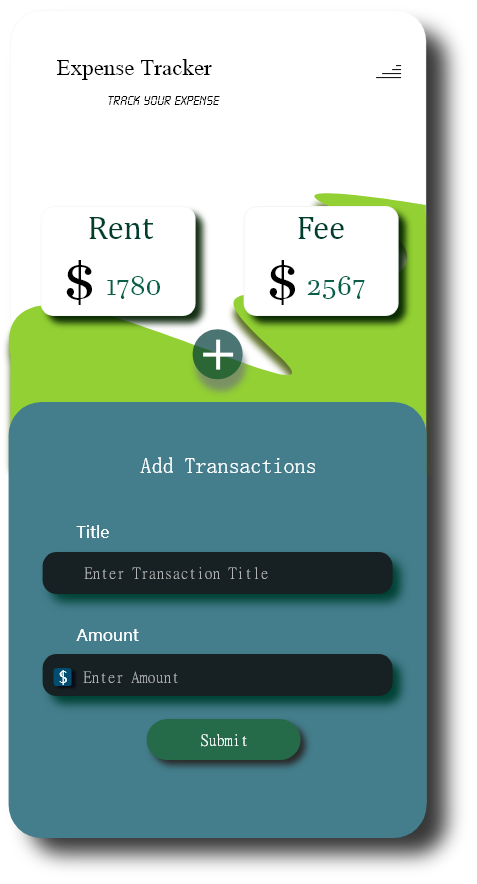 Expense Tracker
TRACK YOUR EXPENSE
Rent
Fee
$ 1780
$ 2567
Add Transactions
Title
Enter Transaction Title
Amount
$ Enter Amount
Submit